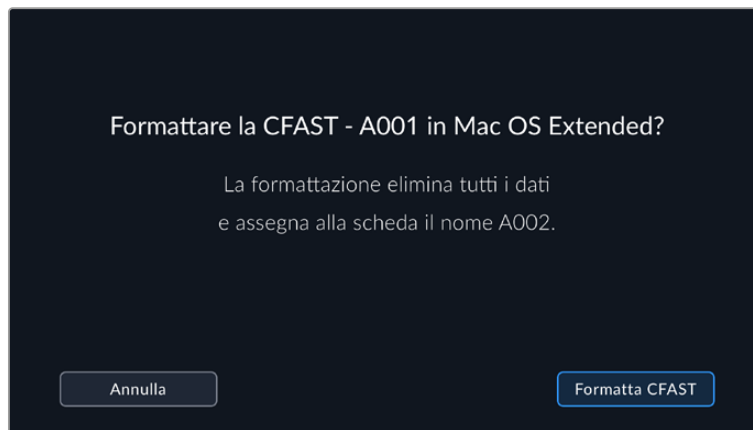 Formattare la CFAST - A001 in Mac OS Extended?
La formattazione elimina tutti i dati
e assegna alla scheda il nome A002.
Annulla
Formatta CFAST